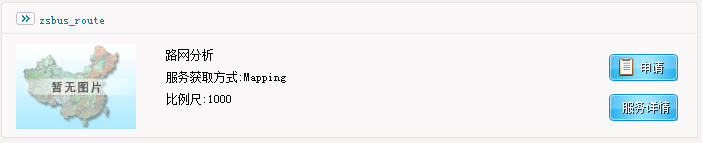 zsbus_route
路网分析
服务获取方式:Mapping
比例尺:1000
暂无图片
申请
服务详情